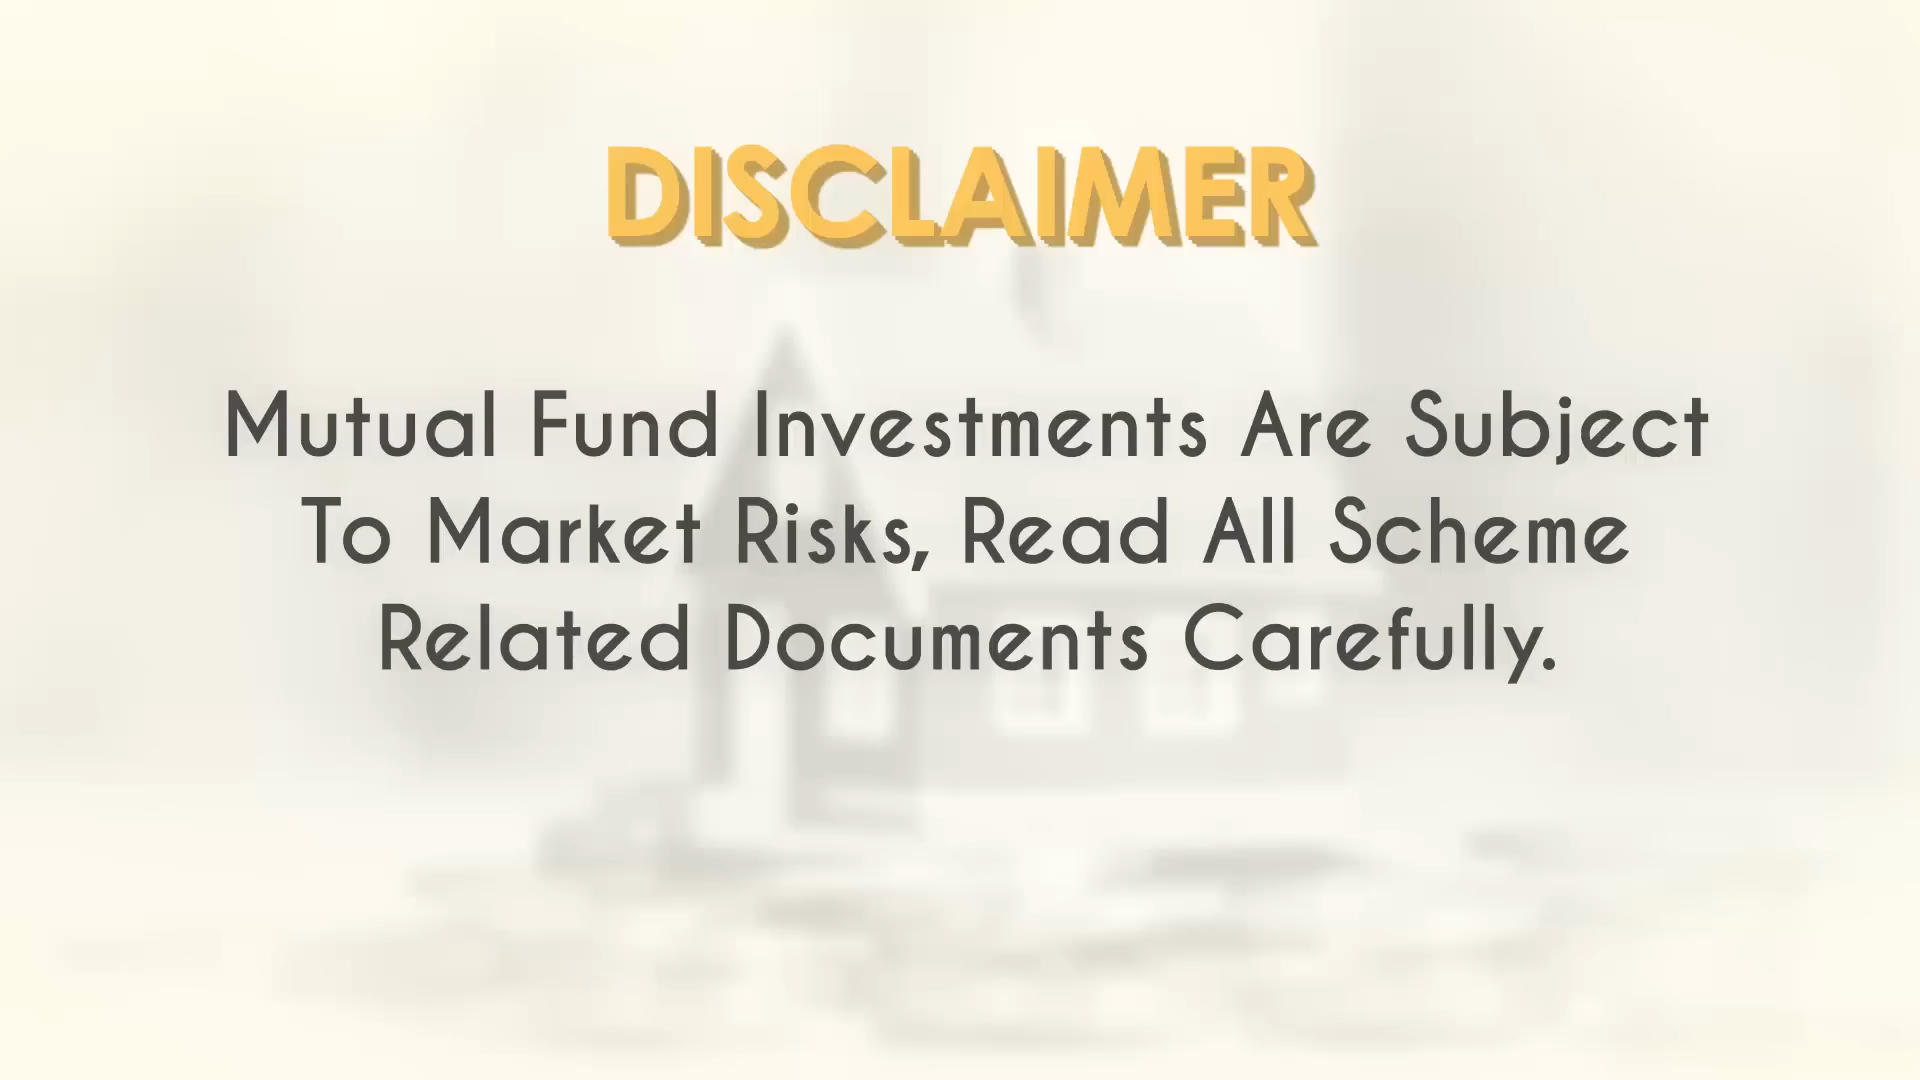 DISCLAIMER
Mutual Fund Investments Are Subject
To Market Risks, Read All Scheme
Related Documents Carefully.